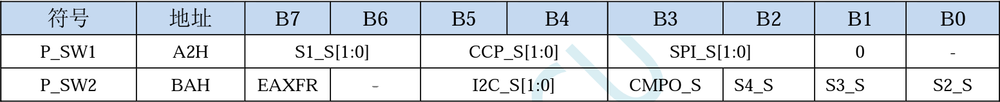 符号 地址 B7 B6 B5 B4 B3 B2 B1 B0
P_SW1 A2H S1_S[1:0] CCP_S[1:0] SPI_S[1:0] 0 -
P_SW2 BAH EAXFR - I2C_S[1:0] CMPO_S S4_S S3_S S2_S